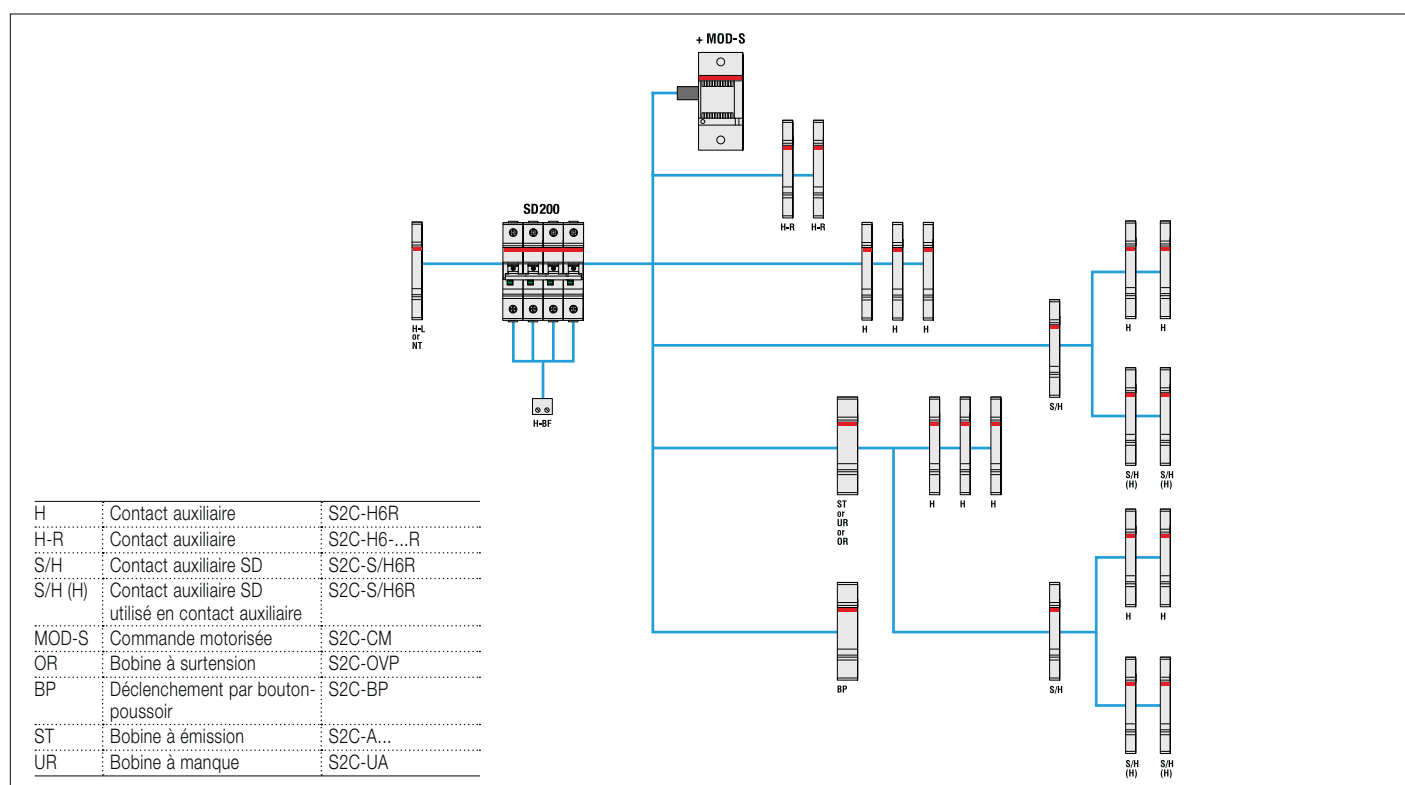 + MOD-S
H-R H-R
SD200
H-L
or
NT
H H H
H H
S/H
H-BF
S/H
(H)
S/H
(H)
ST
or
UR
or
OR
H H H
H H
BP
S/H
S/H
(H)
S/H
(H)
H Contact auxiliaire S2C-H6R
H-R Contact auxiliaire S2C-H6-...R
S/H Contact auxiliaire SD S2C-S/H6R
S/H (H) Contact auxiliaire SD S2C-S/H6R
utilisé en contact auxiliaire
MOD-S Commande motorisée S2C-CM
OR Bobine à surtension S2C-OVP
BP Déclenchement par bouton- S2C-BP
poussoir
ST Bobine à émission S2C-A...
UR Bobine à manque S2C-UA